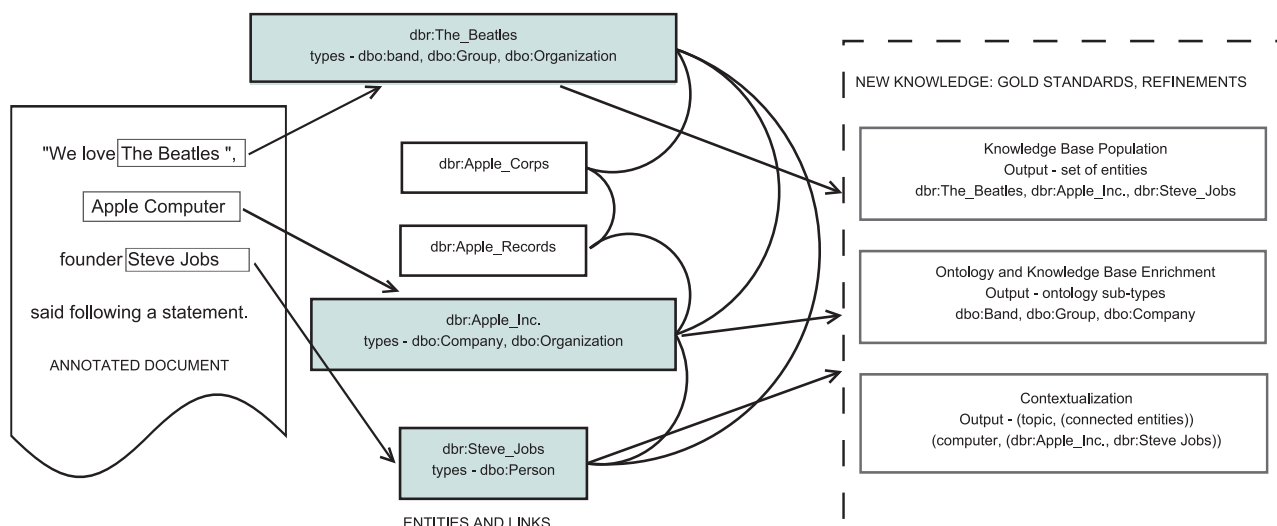 dbr:The_Beatles
types - dbo:band, dbo:Group, dbo:Organization
"We love The Beatles ",
Apple Computer
founder Steve Jobs
said following a statement.
ANNOTATED DOCUMENT
dbr:Apple_Corps
dbr:Apple_Records
dbr:Apple_Inc.
types - dbo:Company, dbo:Organization
dbr:Steve_Jobs
types - dbo:Person
ENTITIES AND LINKS
NEW KNOWLEDGE: GOLD STANDARDS, REFINEMENTS
Knowledge Base Population
Output - set of entities
dbr:The_Beatles, dbr:Apple_Inc., dbr:Steve_Jobs
Ontology and Knowledge Base Enrichment
Output - ontology sub-types
dbo:Band, dbo:Group, dbo:Company
Contextualization
Output - (topic, (connected entities))
(computer, (dbr:Apple_Inc., dbr:Steve Jobs))